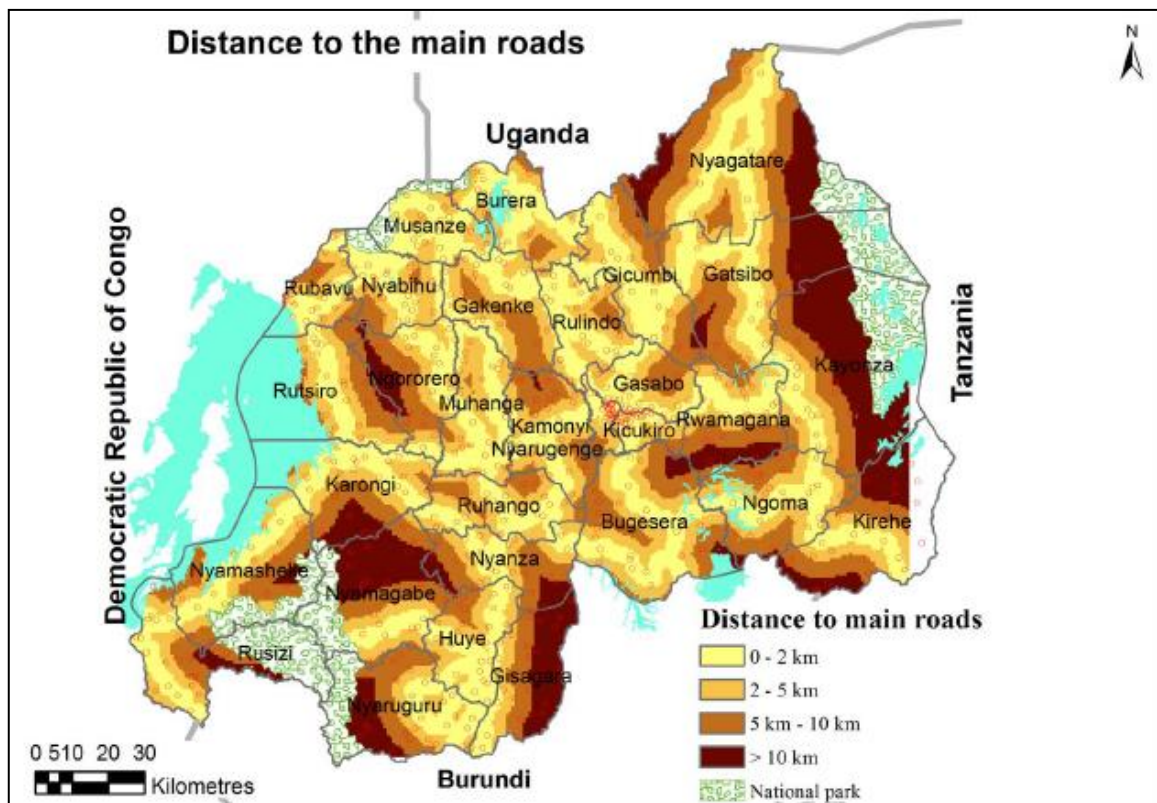 Distance to the main roads
N
Uganda
Nyagatare
Burera
Musanze
Democratic Republic of Congo
Rubavu
Nyabihu
Gicumbi
Gatsibo
Gakenke
Rulindo
Tanzania
Kayonza
Ngororero
Gasabo
Rutsiro
Muhanga
Rwamagana
Kamonyi
Kicukiro
Nyarugenge
Karongi
Ruhango
Ngoma
Bugesera
Kirehe
Nyanza
Nyamasheke
Nyamagabe
Huye
Rusizi
Gisagara
Nyaruguru
Distance to main roads
0 - 2 km
2 - 5 km
5 km - 10 km
> 10 km
National park
0 5 10 20 30
Kilometres
Burundi